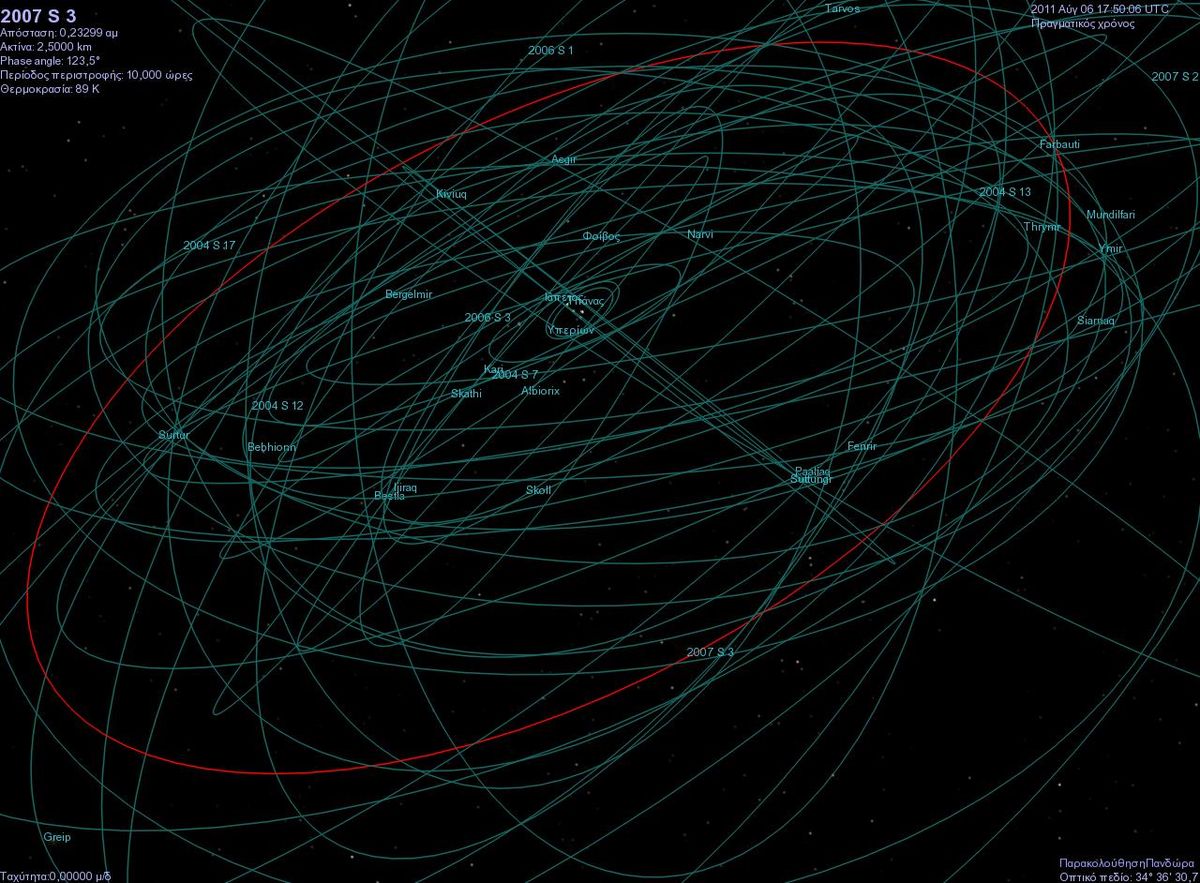 2007 S 3
Απόσταση: 0,23299 αμ
Ακτίνα: 2,5000 km
Phase angle: 123,5°
Περίοδος περιστροφής: 10,000 ώρες
Θερμοκρασία: 89 K
2011 Αύγ 06 17:50:06 UTC
Πραγματικός χρόνος
Tarvos
2006 S 1
2007 S 2
Farbauti
Aegir
Kiviuq
2004 S 13
Mundilfari
Thrymr
Φοίβος
Narvi
2004 S 17
Ymir
Bergelmir
Ιαπετός
Τιτάνας
2006 S 3
Siarnaq
Υπερίων
Kari
2004 S 7
Skathi
Albiorix
2004 S 12
Surtur
Bebhionn
Fenrir
Paaliaq
Suttungr
Ijiraq
Bestla
Skoll
2007 S 3
Greip
Ταχύτητα:0,00000 μ/δ
ΠαρακολούθησηΠανδώρα
Οπτικό πεδίο: 34° 36' 30,7